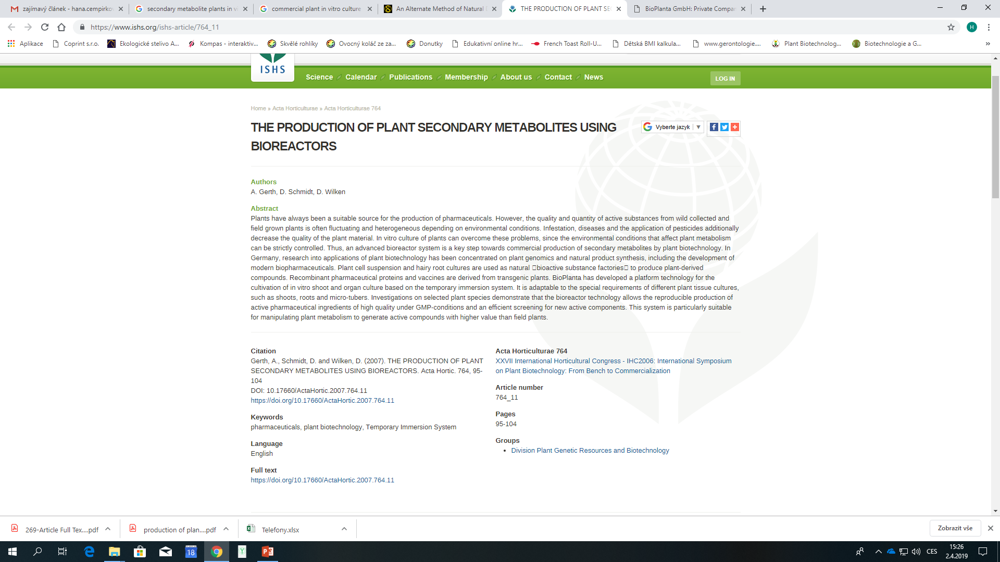 zajímavý článek - hana.cempirko
secondary metabolite plants in vi
commercial plant in vitro culture
An Alternate Method of Natural
THE PRODUCTION OF PLANT SE
BioPlanta GmbH: Private Compar
https://www.ishs.org/ishs-article/764_11
H
Aplikace
Coprint s.r.o.
Ekologické stelivo A...
Kompas - interaktiv...
Skvělé rohlíky
Ovocný koláč ze za...
Donutky
Edukativní online hr...
French Toast Roll-U...
Dětská BMI kalkula...
www.gerontologie....
Plant Biotechnolog...
Biotechnologie a G...
»
ISHS
Science
Calendar
Publications
Membership
About us
Contact
News
LOG IN
Home » Acta Horticulturae » Acta Horticulturae 764
THE PRODUCTION OF PLANT SECONDARY METABOLITES USING
BIOREACTORS
Vyberte jazyk
Authors
A. Gerth, D. Schmidt, D. Wilken
Abstract
Plants have always been a suitable source for the production of pharmaceuticals. However, the quality and quantity of active substances from wild collected and
field grown plants is often fluctuating and heterogeneous depending on environmental conditions. Infestation, diseases and the application of pesticides additionally
decrease the quality of the plant material. In vitro culture of plants can overcome these problems, since the environmental conditions that affect plant metabolism
can be strictly controlled. Thus, an advanced bioreactor system is a key step towards commercial production of secondary metabolites by plant biotechnology. In
Germany, research into applications of plant biotechnology has been concentrated on plant genomics and natural product synthesis, including the development of
modern biopharmaceuticals. Plant cell suspension and hairy root cultures are used as natural bioactive substance factories to produce plant-derived
compounds. Recombinant pharmaceutical proteins and vaccines are derived from transgenic plants. BioPlanta has developed a platform technology for the
cultivation of in vitro shoot and organ culture based on the temporary immersion system. It is adaptable to the special requirements of different plant tissue cultures,
such as shoots, roots and micro-tubers. Investigations on selected plant species demonstrate that the bioreactor technology allows the reproducible production of
active pharmaceutical ingredients of high quality under GMP-conditions and an efficient screening for new active components. This system is particularly suitable
for manipulating plant metabolism to generate active compounds with higher value than field plants.
Citation
Gerth, A., Schmidt, D. and Wilken, D. (2007). THE PRODUCTION OF PLANT
SECONDARY METABOLITES USING BIOREACTORS. Acta Hortic. 764, 95-
104
DOI: 10.17660/ActaHortic.2007.764.11
https://doi.org/10.17660/ActaHortic.2007.764.11
Keywords
pharmaceuticals, plant biotechnology, Temporary Immersion System
Language
English
Full text
https://doi.org/10.17660/ActaHortic.2007.764.11
Acta Horticulturae 764
XXVII International Horticultural Congress - IHC2006: International Symposium
on Plant Biotechnology: From Bench to Commercialization
Article number
764_11
Pages
95-104
Groups
Division Plant Genetic Resources and Biotechnology
269-Article Full Tex....pdf
production of plan....pdf
Telefony.xlsx
Zobrazit vše
18
CES
15:26
2.4.2019